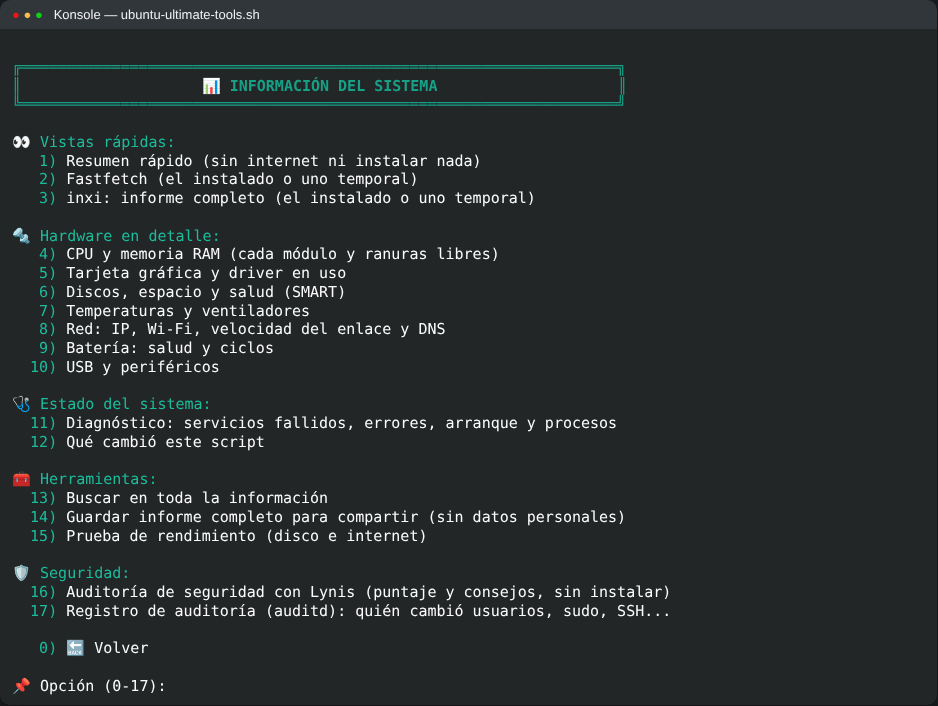 Konsole — ubuntu-ultimate-tools.sh
📊 INFORMACIÓN DEL SISTEMA
👀 Vistas rápidas:
1) Resumen rápido (sin internet ni instalar nada)
2) Fastfetch (el instalado o uno temporal)
3) inxi: informe completo (el instalado o uno temporal)
🔩 Hardware en detalle:
4) CPU y memoria RAM (cada módulo y ranuras libres)
5) Tarjeta gráfica y driver en uso
6) Discos, espacio y salud (SMART)
7) Temperaturas y ventiladores
8) Red: IP, Wi-Fi, velocidad del enlace y DNS
9) Batería: salud y ciclos
10) USB y periféricos
🩺 Estado del sistema:
11) Diagnóstico: servicios fallidos, errores, arranque y procesos
12) Qué cambió este script
🧰 Herramientas:
13) Buscar en toda la información
14) Guardar informe completo para compartir (sin datos personales)
15) Prueba de rendimiento (disco e internet)
🛡️ Seguridad:
16) Auditoría de seguridad con Lynis (puntaje y consejos, sin instalar)
17) Registro de auditoría (auditd): quién cambió usuarios, sudo, SSH...
0) 🔙 Volver
📌 Opción (0-17):